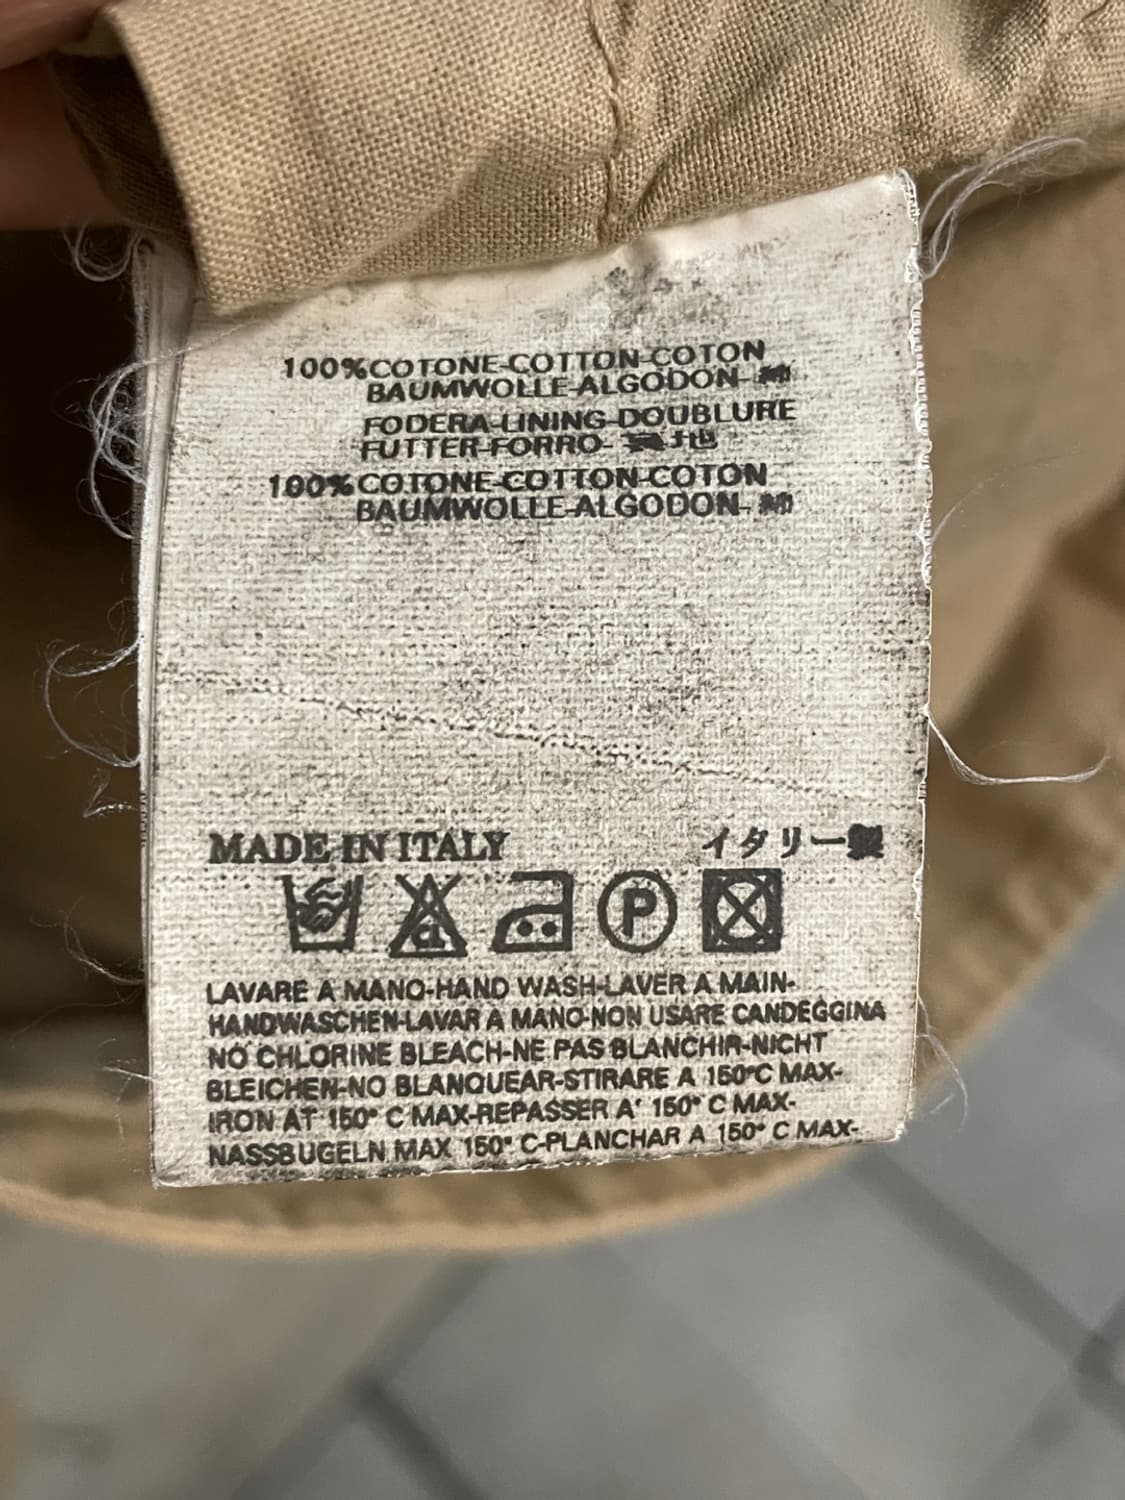 100%COTONE-COTTON-COTON
BAUMWOLLE-ALGODON-
FODERA-LINING-DOUBLURE
FUTTER-FORRO- 裏地
100%COTONE-COTTON-COTON
BAUMWOLLE-ALGODON-
MADE IN ITALY イタリー製
CL P
LAVARE A MANO-HAND WASH-LAVER A MAIN-
HANDWASCHEN-LAVAR A MANO-NON USARE CANDEGGINA
NO CHLORINE BLEACH-NE PAS BLANCHIR-NICHT
BLEICHEN-NO BLANQUEAR-STIRARE A 150°C MAX-
IRON AT 150° C MAX-REPASSER A' 150° C MAX-
NASSBUGELN MAX 150° C-PLANCHAR A 150° C MAX-